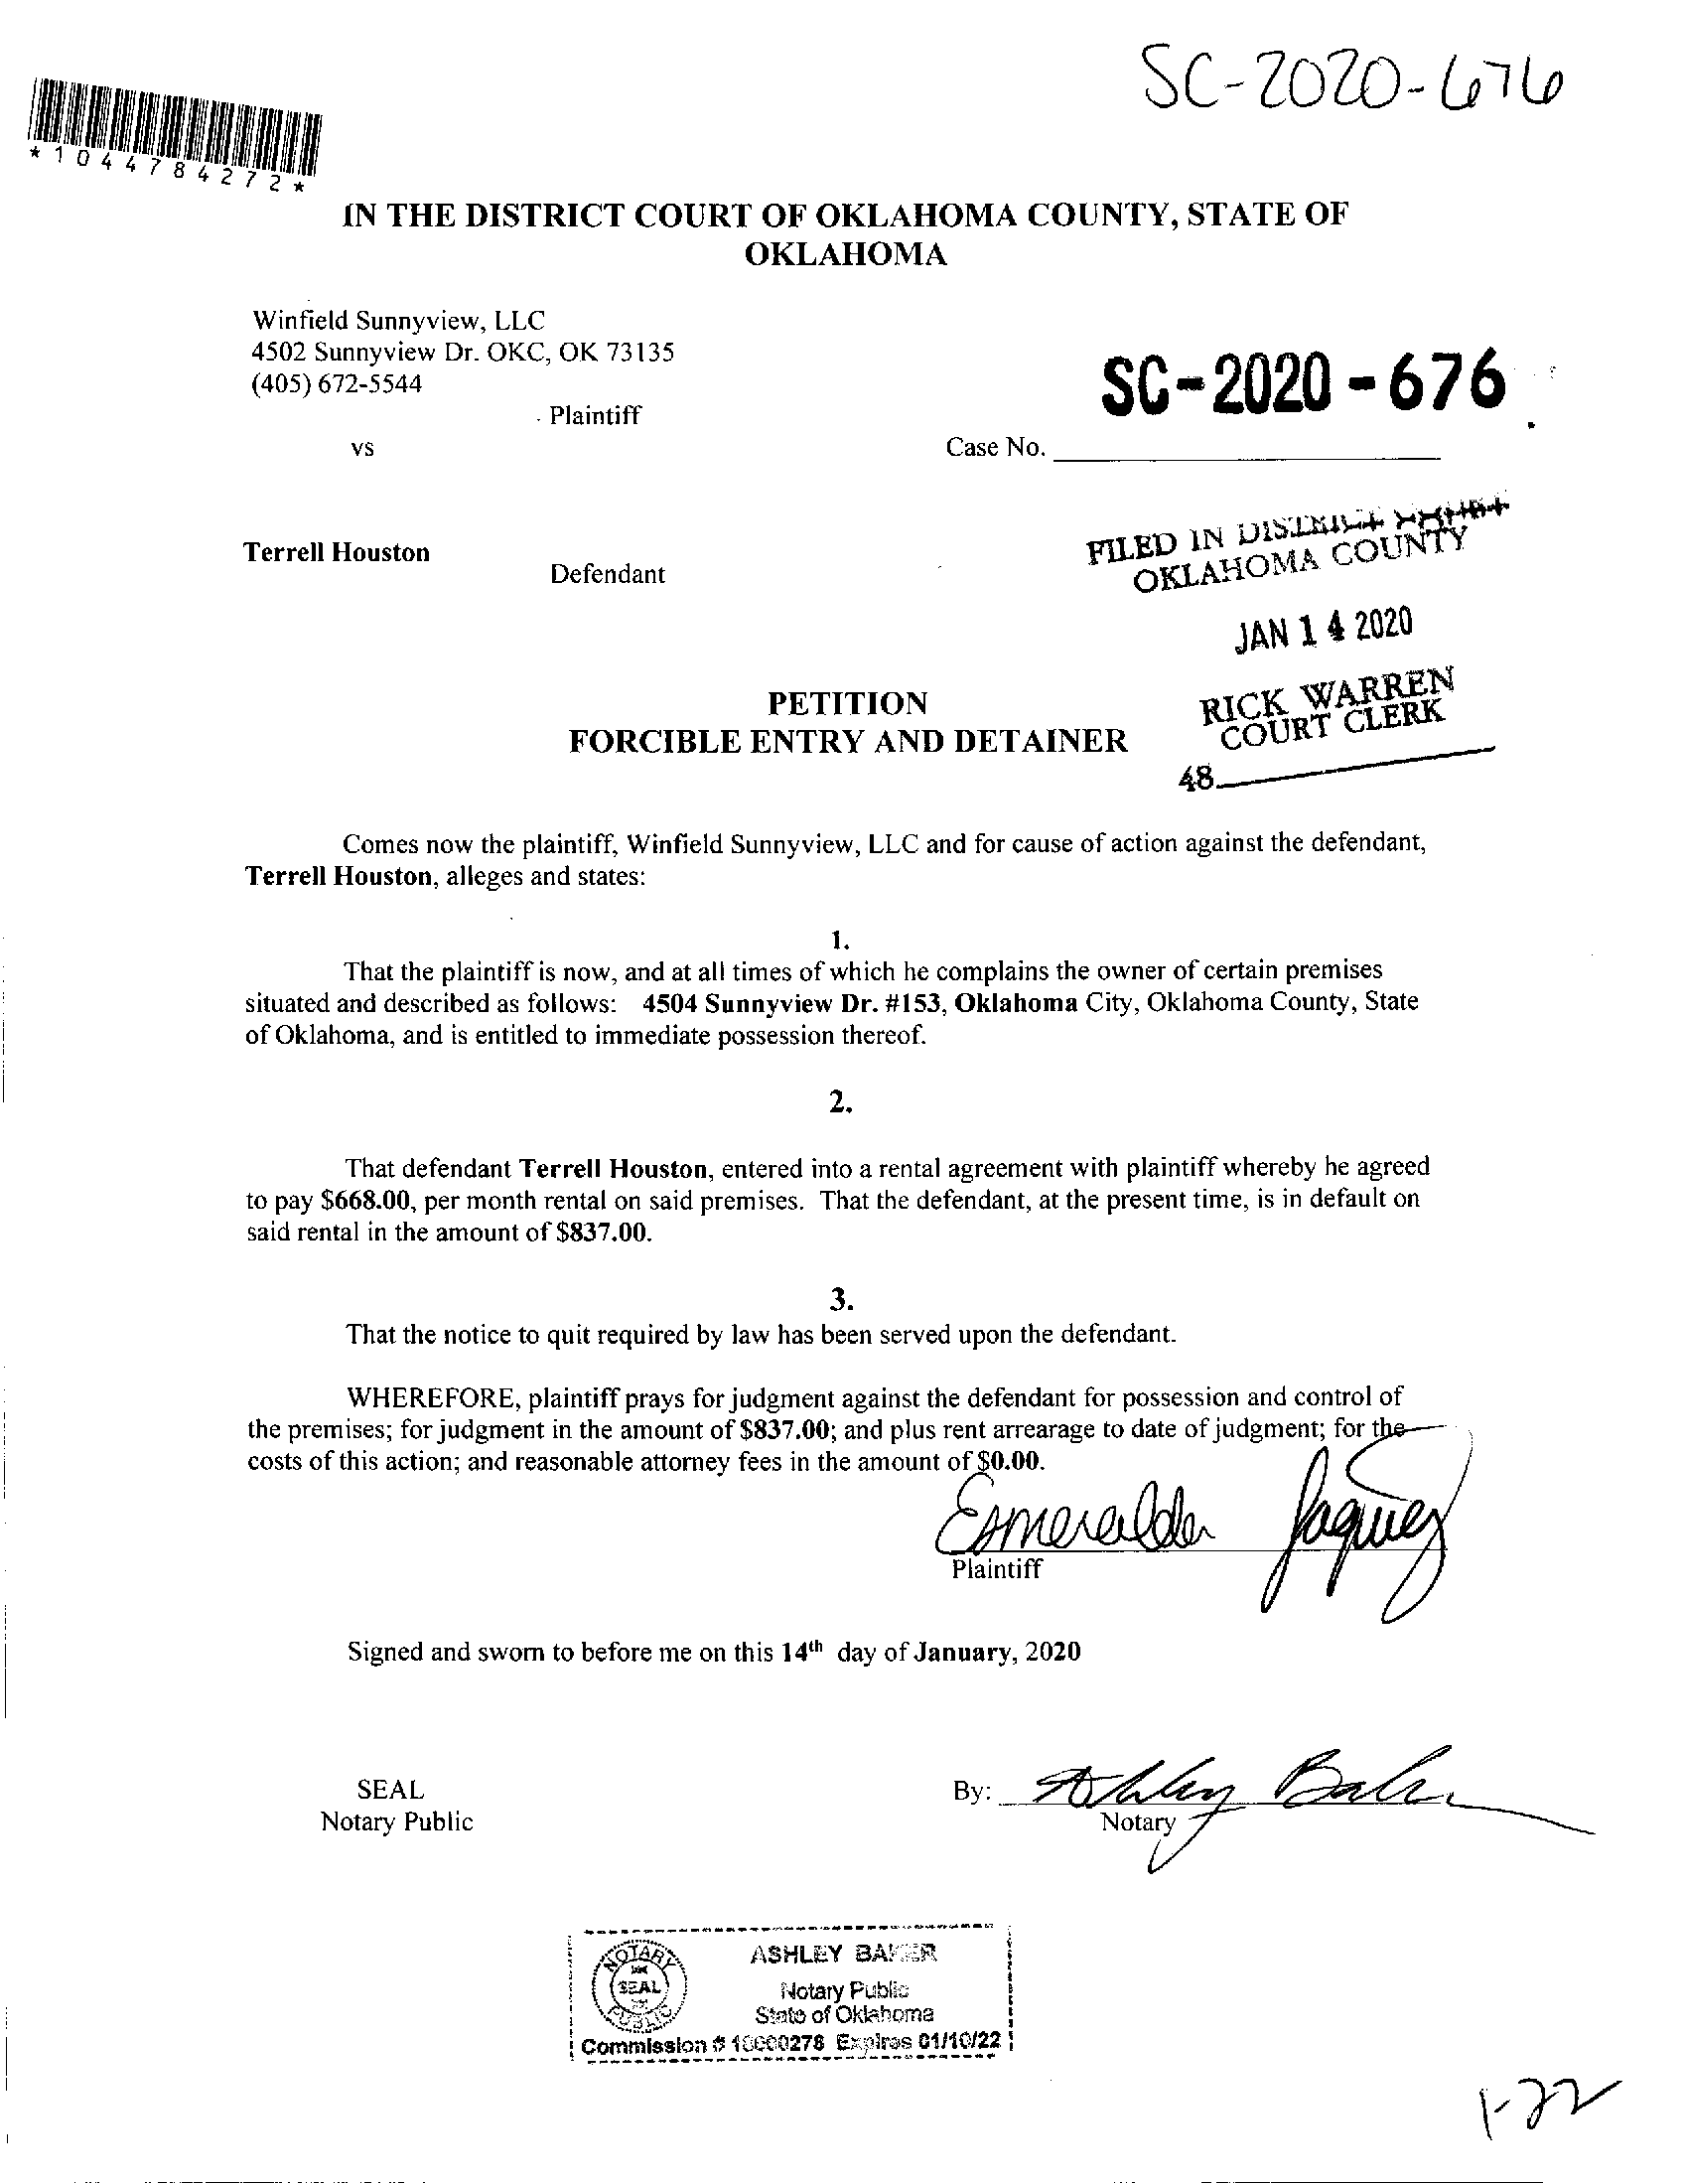 SC-2020-676
*1044784272*
IN THE DISTRICT COURT OF OKLAHOMA COUNTY, STATE OF
OKLAHOMA
Winfield Sunnyview, LLC
4502 Sunnyview Dr. OKC, OK 73135
(405) 672-5544
Plaintiff
SC-2020-676
vs
Case No.
FILED IN DISTRICT
OKLAHOMA COUNTY
Terrell Houston
Defendant
JAN 14 2020
RICK WARREN
COURT CLERK
48
PETITION
FORCIBLE ENTRY AND DETAINER
Comes now the plaintiff, Winfield Sunnyview, LLC and for cause of action against the defendant,
Terrell Houston, alleges and states:
1.
That the plaintiff is now, and at all times of which he complains the owner of certain premises
situated and described as follows: 4504 Sunnyview Dr. #153, Oklahoma City, Oklahoma County, State
of Oklahoma, and is entitled to immediate possession thereof.
2.
That defendant Terrell Houston, entered into a rental agreement with plaintiff whereby he agreed
to pay $668.00, per month rental on said premises. That the defendant, at the present time, is in default on
said rental in the amount of $837.00.
3.
That the notice to quit required by law has been served upon the defendant.
WHEREFORE, plaintiff prays for judgment against the defendant for possession and control of
the premises; for judgment in the amount of $837.00; and plus rent arrearage to date of judgment; for the
costs of this action; and reasonable attorney fees in the amount of $0.00.
Esmeralda Jaquez
Plaintiff
Signed and sworn to before me on this 14th day of January, 2020
SEAL
Notary Public
By: Ashley Baker
Notary
NOTARY
SEAL
PUBLIC
ASHLEY BAKER
Notary Public
State of Oklahoma
Commission # Expires 01/10/22
1-22